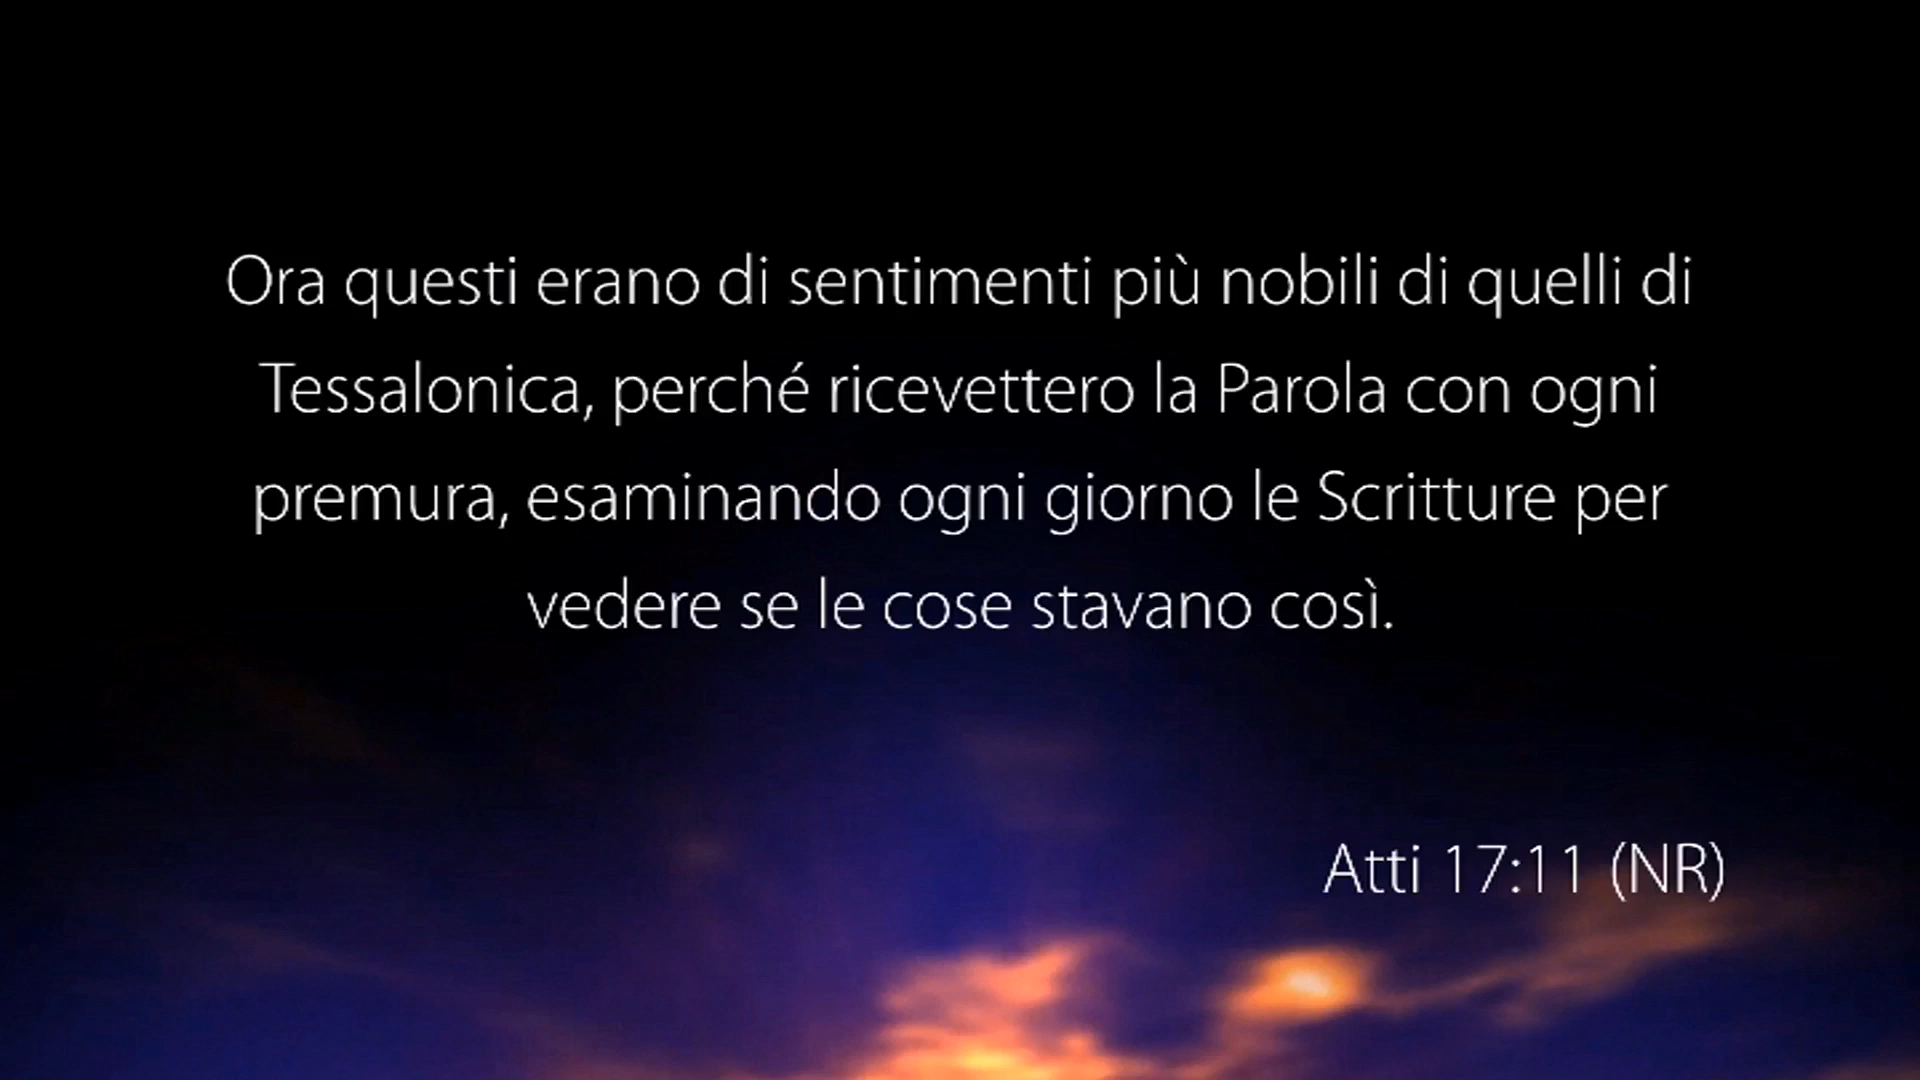 Ora questi erano di sentimenti più nobili di quelli di
Tessalonica, perché ricevettero la Parola con ogni
premura, esaminando ogni giorno le Scritture per
vedere se le cose stavano così.
Atti 17:11 (NR)